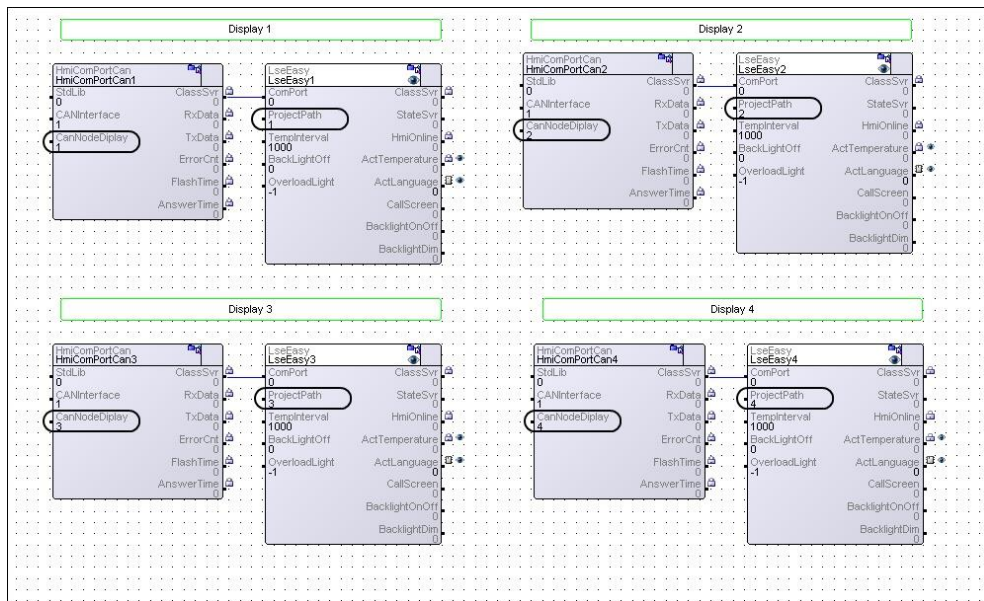 Display 1
HmiComPortCan
HmiComPortCan1
StdLib ClassSvr
0 0
CANInterface RxData
1 0
CanNodeDiplay TxData
1 0
ErrorCnt
0
FlashTime
0
AnswerTime
0
LseEasy
LseEasy1
ComPort ClassSvr
0 0
ProjectPath StateSvr
1 0
TempInterval HmiOnline
1000 0
BackLightOff ActTemperature
0 0
OverloadLight ActLanguage
-1 0
CallScreen
0
BacklightOnOff
0
BacklightDim
0
Display 2
HmiComPortCan
HmiComPortCan2
StdLib ClassSvr
0 0
CANInterface RxData
1 0
CanNodeDiplay TxData
2 0
ErrorCnt
0
FlashTime
0
AnswerTime
0
LseEasy
LseEasy2
ComPort ClassSvr
0 0
ProjectPath StateSvr
2 0
TempInterval HmiOnline
1000 0
BackLightOff ActTemperature
0 0
OverloadLight ActLanguage
-1 0
CallScreen
0
BacklightOnOff
0
BacklightDim
0
Display 3
HmiComPortCan
HmiComPortCan3
StdLib ClassSvr
0 0
CANInterface RxData
1 0
CanNodeDiplay TxData
3 0
ErrorCnt
0
FlashTime
0
AnswerTime
0
LseEasy
LseEasy3
ComPort ClassSvr
0 0
ProjectPath StateSvr
3 0
TempInterval HmiOnline
1000 0
BackLightOff ActTemperature
0 0
OverloadLight ActLanguage
-1 0
CallScreen
0
BacklightOnOff
0
BacklightDim
0
Display 4
HmiComPortCan
HmiComPortCan4
StdLib ClassSvr
0 0
CANInterface RxData
1 0
CanNodeDiplay TxData
4 0
ErrorCnt
0
FlashTime
0
AnswerTime
0
LseEasy
LseEasy4
ComPort ClassSvr
0 0
ProjectPath StateSvr
4 0
TempInterval HmiOnline
1000 0
BackLightOff ActTemperature
0 0
OverloadLight ActLanguage
-1 0
CallScreen
0
BacklightOnOff
0
BacklightDim
0